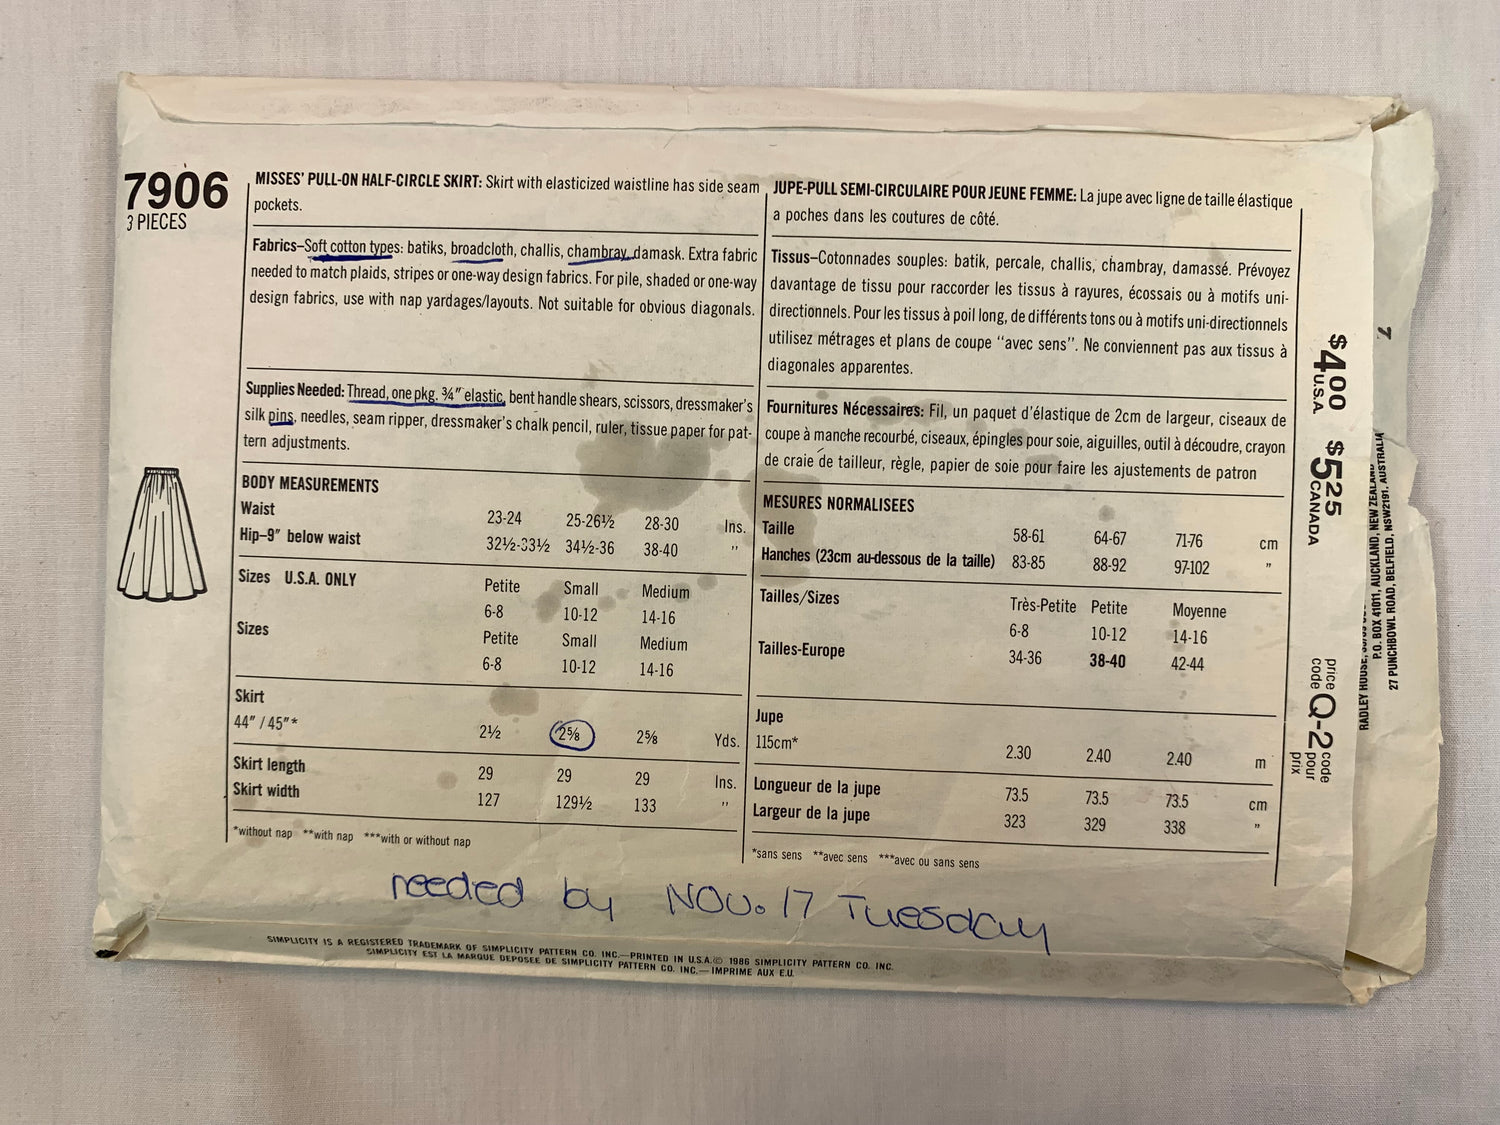 7906
3 PIECES
MISSES' PULL-ON HALF-CIRCLE SKIRT: Skirt with elasticized waistline has side seam
pockets.
Fabrics–Soft cotton types: batiks, broadcloth, challis, chambray, damask. Extra fabric
needed to match plaids, stripes or one-way design fabrics. For pile, shaded or one-way
design fabrics, use with nap yardages/layouts. Not suitable for obvious diagonals.
Supplies Needed: Thread, one pkg. ¾" elastic, bent handle shears, scissors, dressmaker's
silk pins, needles, seam ripper, dressmaker's chalk pencil, ruler, tissue paper for pat-
tern adjustments.
BODY MEASUREMENTS
Waist 23-24 25-26½ 28-30 Ins.
Hip–9" below waist 32½-33½ 34½-36 38-40 "
Sizes U.S.A. ONLY Petite Small Medium
6-8 10-12 14-16
Sizes Petite Small Medium
6-8 10-12 14-16
Skirt
44" / 45"* 2½ 2⅝ 2⅝ Yds.
Skirt length 29 29 29 Ins.
Skirt width 127 129½ 133 "
*without nap **with nap ***with or without nap
JUPE-PULL SEMI-CIRCULAIRE POUR JEUNE FEMME: La jupe avec ligne de taille élastique
a poches dans les coutures de côté.
Tissus–Cotonnades souples: batik, percale, challis, chambray, damassé. Prévoyez
davantage de tissu pour raccorder les tissus à rayures, écossais ou à motifs uni-
directionnels. Pour les tissus à poil long, de différents tons ou à motifs uni-directionnels
utilisez métrages et plans de coupe "avec sens". Ne conviennent pas aux tissus à
diagonales apparentes.
Fournitures Nécessaires: Fil, un paquet d'élastique de 2cm de largeur, ciseaux de
coupe à manche recourbé, ciseaux, épingles pour soie, aiguilles, outil à découdre, crayon
de craie de tailleur, règle, papier de soie pour faire les ajustements de patron
MESURES NORMALISEES
Taille 58-61 64-67 71-76 cm
Hanches (23cm au-dessous de la taille) 83-85 88-92 97-102 "
Tailles/Sizes Très-Petite Petite Moyenne
6-8 10-12 14-16
Tailles-Europe 34-36 38-40 42-44
Jupe
115cm* 2.30 2.40 2.40 m
Longueur de la jupe 73.5 73.5 73.5 cm
Largeur de la jupe 323 329 338 "
*sans sens **avec sens ***avec ou sans sens
needed by NOV. 17 Tuesday
SIMPLICITY IS A REGISTERED TRADEMARK OF SIMPLICITY PATTERN CO. INC.—PRINTED IN U.S.A. © 1986 SIMPLICITY PATTERN CO. INC.
SIMPLICITY EST LA MARQUE DEPOSEE DE SIMPLICITY PATTERN CO. INC.—IMPRIME AUX E.U.
$4.00 U.S.A. $5.25 CANADA
price code Q-2 code pour prix
7
RADLEY HOUSE,
P.O. BOX 41011, AUCKLAND, NEW ZEALAND
27 PUNCHBOWL ROAD, BELFIELD, NSW2191, AUSTRALIA